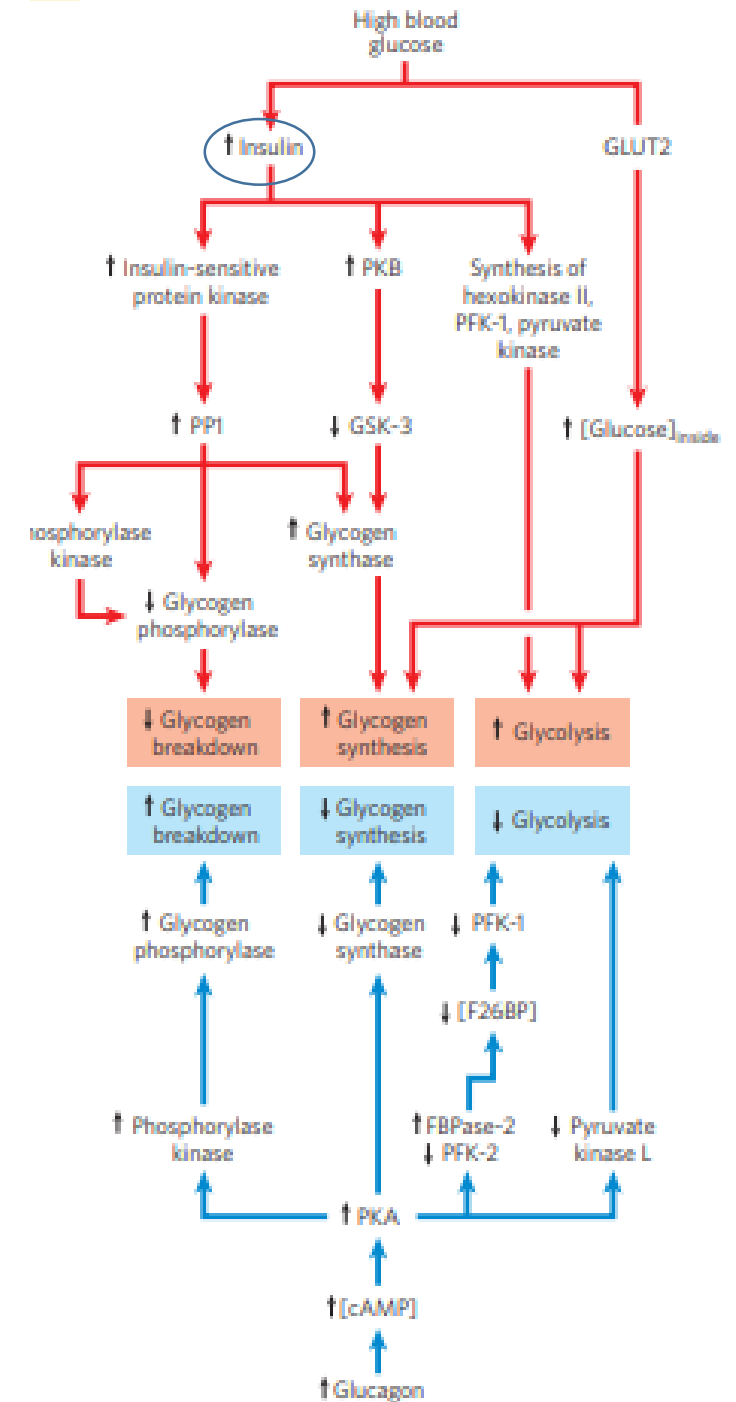 High blood
glucose
↑ Insulin
GLUT2
↑ Insulin-sensitive
protein kinase
↑ PKB
Synthesis of
hexokinase II,
PFK-1, pyruvate
kinase
↑ PP1
↓ GSK-3
↑ [Glucose]inside
hosphorylase
kinase
↑ Glycogen
synthase
↓ Glycogen
phosphorylase
↓ Glycogen
breakdown
↑ Glycogen
synthesis
↑ Glycolysis
↑ Glycogen
breakdown
↓ Glycogen
synthesis
↓ Glycolysis
↑ Glycogen
phosphorylase
↓ Glycogen
synthase
↓ PFK-1
↓ [F26BP]
↑ Phosphorylase
kinase
↑FBPase-2
↓ PFK-2
↓ Pyruvate
kinase L
↑ PKA
↑[cAMP]
↑Glucagon